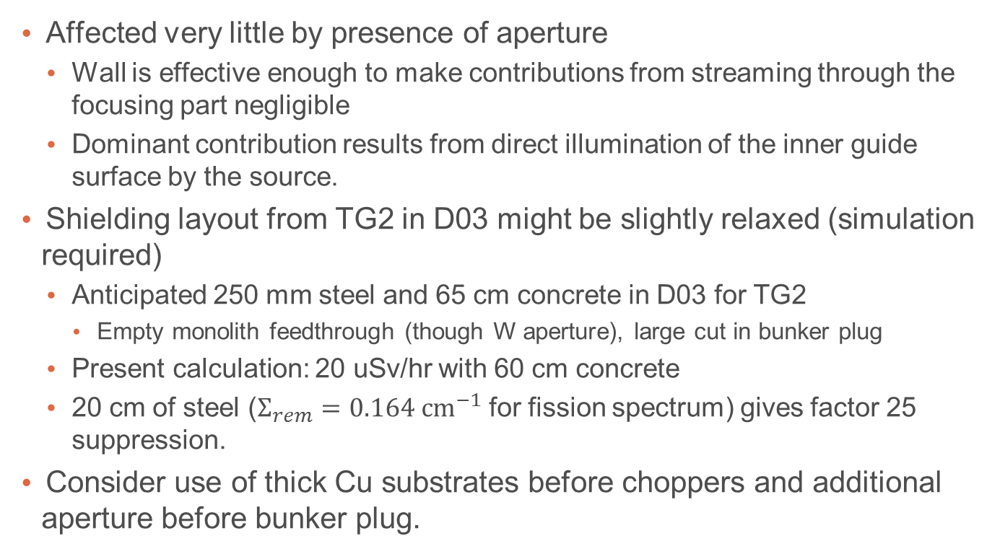 • Affected very little by presence of aperture
• Wall is effective enough to make contributions from streaming through the
focusing part negligible
• Dominant contribution results from direct illumination of the inner guide
surface by the source.
• Shielding layout from TG2 in D03 might be slightly relaxed (simulation
required)
• Anticipated 250 mm steel and 65 cm concrete in D03 for TG2
• Empty monolith feedthrough (though W aperture), large cut in bunker plug
• Present calculation: 20 uSv/hr with 60 cm concrete
• 20 cm of steel (Σ_rem = 0.164 cm⁻¹ for fission spectrum) gives factor 25
suppression.
• Consider use of thick Cu substrates before choppers and additional
aperture before bunker plug.